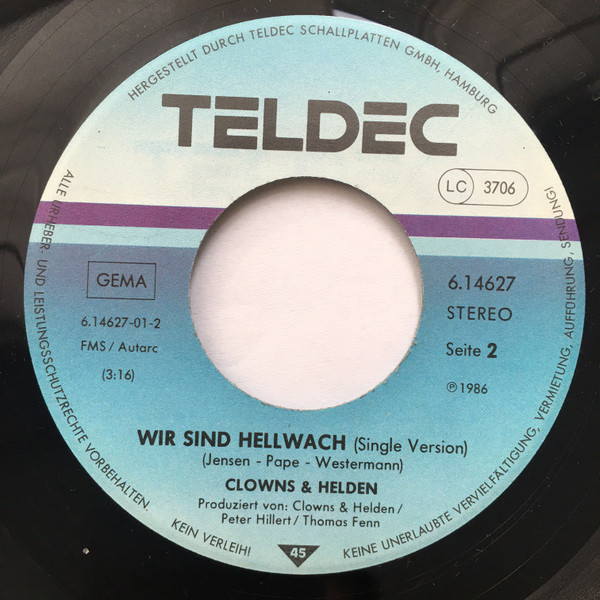 HERGESTELLT DURCH TELDEC SCHALLPLATTEN GMBH, HAMBURG
TELDEC
LC 3706
GEMA
6.14627-01-2
FMS / Autarc
(3:16)
6.14627
STEREO
Seite 2
℗ 1986
WIR SIND HELLWACH (Single Version)
(Jensen - Pape - Westermann)
CLOWNS & HELDEN
Produziert von: Clowns & Helden /
Peter Hillert / Thomas Fenn
45
ALLE URHEBER- UND LEISTUNGSSCHUTZRECHTE VORBEHALTEN. KEIN VERLEIH! KEINE UNERLAUBTE VERVIELFÄLTIGUNG, VERMIETUNG, AUFFÜHRUNG, SENDUNG!